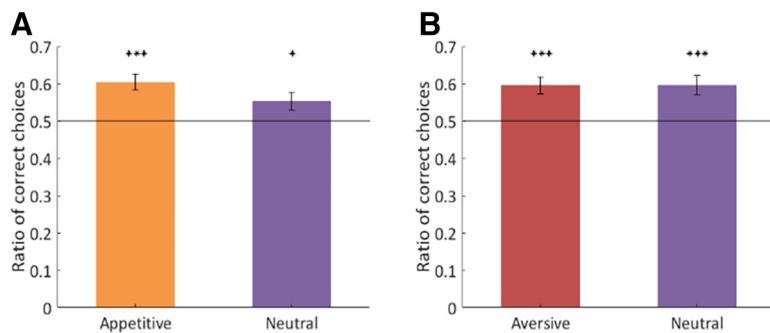 A
B
Ratio of correct choices
0.7
0.6
0.5
0.4
0.3
0.2
0.1
0
+++
+
Appetitive
Neutral
Ratio of correct choices
0.7
0.6
0.5
0.4
0.3
0.2
0.1
0
+++
+++
Aversive
Neutral